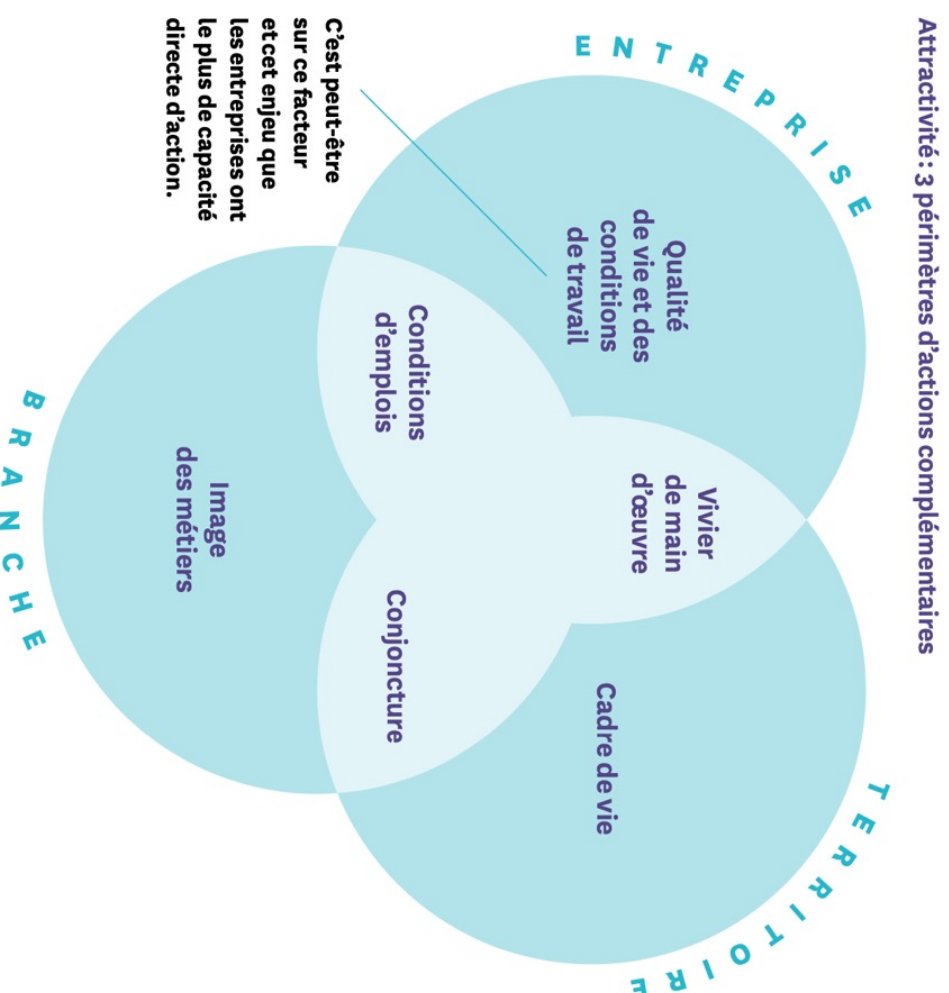 Attractivité : 3 périmètres d’actions complémentaires
ENTREPRISE
TERRITOIRE
Qualité
de vie et des
conditions
de travail
Vivier
de main
d’œuvre
Cadre de vie
Conditions
d’emplois
Conjoncture
C’est peut-être
sur ce facteur
et cet enjeu que
les entreprises ont
le plus de capacité
directe d’action.
Image
des métiers
BRANCHE